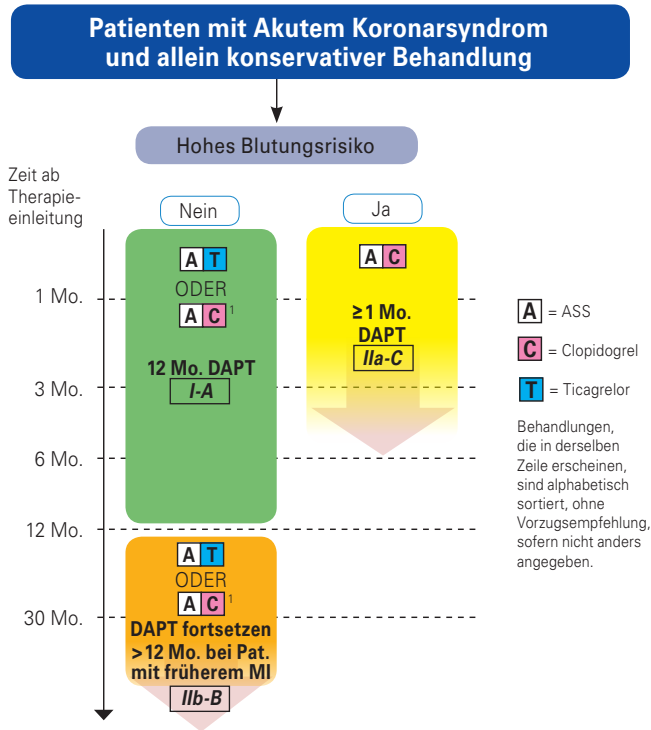 Patienten mit Akutem Koronarsyndrom
und allein konservativer Behandlung
Hohes Blutungsrisiko
Zeit ab
Therapie-
einleitung
Nein
Ja
A T
ODER
A C 1
12 Mo. DAPT
I-A
A C
≥ 1 Mo.
DAPT
IIa-C
1 Mo.
3 Mo.
6 Mo.
12 Mo.
30 Mo.
A T
ODER
A C 1
DAPT fortsetzen
> 12 Mo. bei Pat.
mit früherem MI
IIb-B
A = ASS
C = Clopidogrel
T = Ticagrelor
Behandlungen,
die in derselben
Zeile erscheinen,
sind alphabetisch
sortiert, ohne
Vorzugsempfehlung,
sofern nicht anders
angegeben.